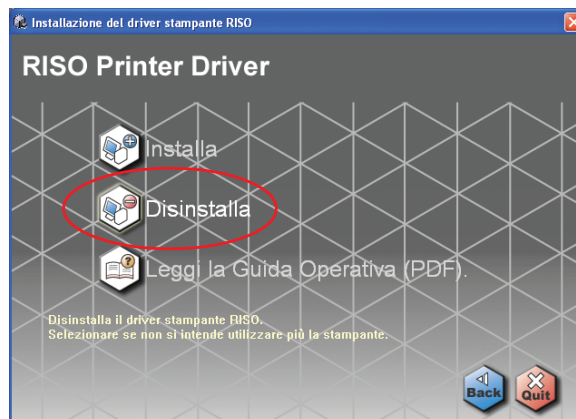 Installazione del driver stampante RISO
RISO Printer Driver
Installa
Disinstalla
Leggi la Guida Operativa (PDF).
Disinstalla il driver stampante RISO.
Selezionare se non si intende utilizzare più la stampante.
Back
Quit